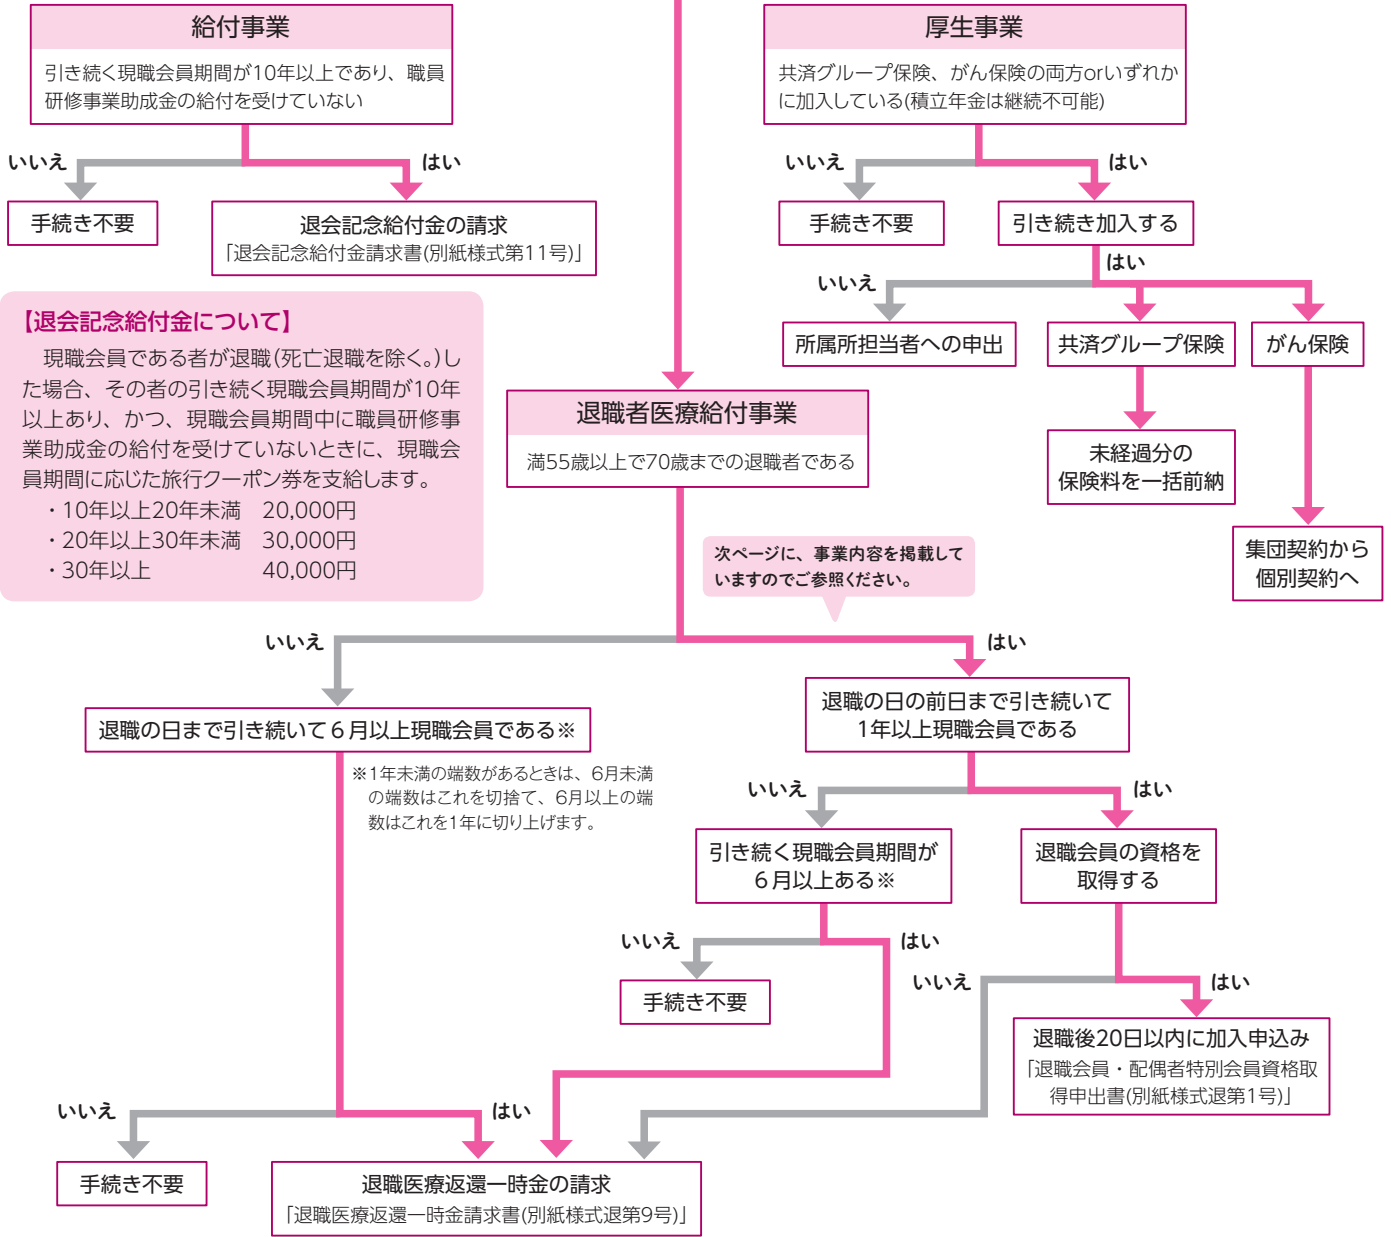 給付事業
引き続く現職会員期間が10年以上であり、職員
研修事業助成金の給付を受けていない
いいえ
はい
手続き不要
退会記念給付金の請求
「退会記念給付金請求書(別紙様式第11号)」
【退会記念給付金について】
現職会員である者が退職(死亡退職を除く。)し
た場合、その者の引き続く現職会員期間が10年
以上あり、かつ、現職会員期間中に職員研修事
業助成金の給付を受けていないときに、現職会
員期間に応じた旅行クーポン券を支給します。
・10年以上20年未満　20,000円
・20年以上30年未満　30,000円
・30年以上　40,000円
厚生事業
共済グループ保険、がん保険の両方orいずれか
に加入している(積立年金は継続不可能)
いいえ
はい
手続き不要
引き続き加入する
いいえ
はい
所属所担当者への申出
共済グループ保険
がん保険
未経過分の
保険料を一括前納
集団契約から
個別契約へ
退職者医療給付事業
満55歳以上で70歳までの退職者である
次ページに、事業内容を掲載して
いますのでご参照ください。
いいえ
はい
退職の日まで引き続いて６月以上現職会員である※
※1年未満の端数があるときは、6月未満
の端数はこれを切捨て、6月以上の端
数はこれを1年に切り上げます。
退職の日の前日まで引き続いて
1年以上現職会員である
いいえ
はい
引き続く現職会員期間が
６月以上ある※
退職会員の資格を
取得する
いいえ
はい
手続き不要
いいえ
はい
退職後20日以内に加入申込み
「退職会員・配偶者特別会員資格取
得申出書(別紙様式退第1号)」
いいえ
はい
手続き不要
退職医療返還一時金の請求
「退職医療返還一時金請求書(別紙様式退第9号)」